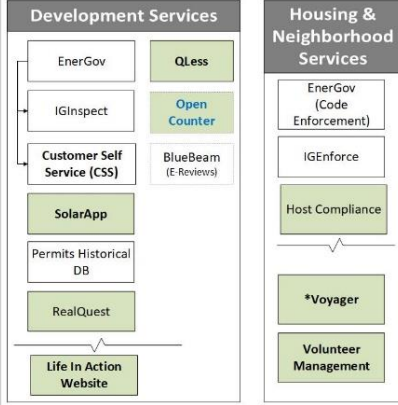 Development Services
EnerGov
QLess
IGInspect
Open
Counter
Customer Self
Service (CSS)
BlueBeam
(E-Reviews)
SolarApp
Permits Historical
DB
RealQuest
Life In Action
Website
Housing &
Neighborhood
Services
EnerGov
(Code
Enforcement)
IGEnforce
Host Compliance
*Voyager
Volunteer
Management